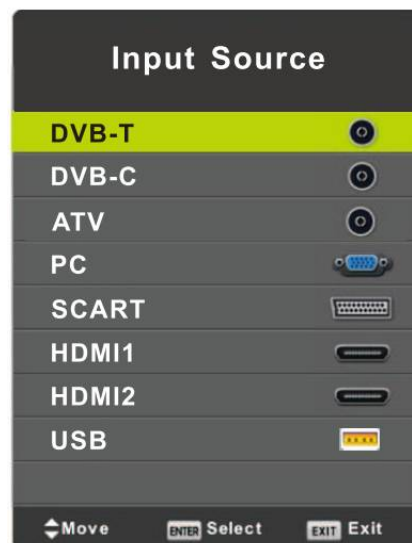 Input Source
DVB-T
DVB-C
ATV
PC
SCART
HDMI1
HDMI2
USB
Move ENTER Select EXIT Exit